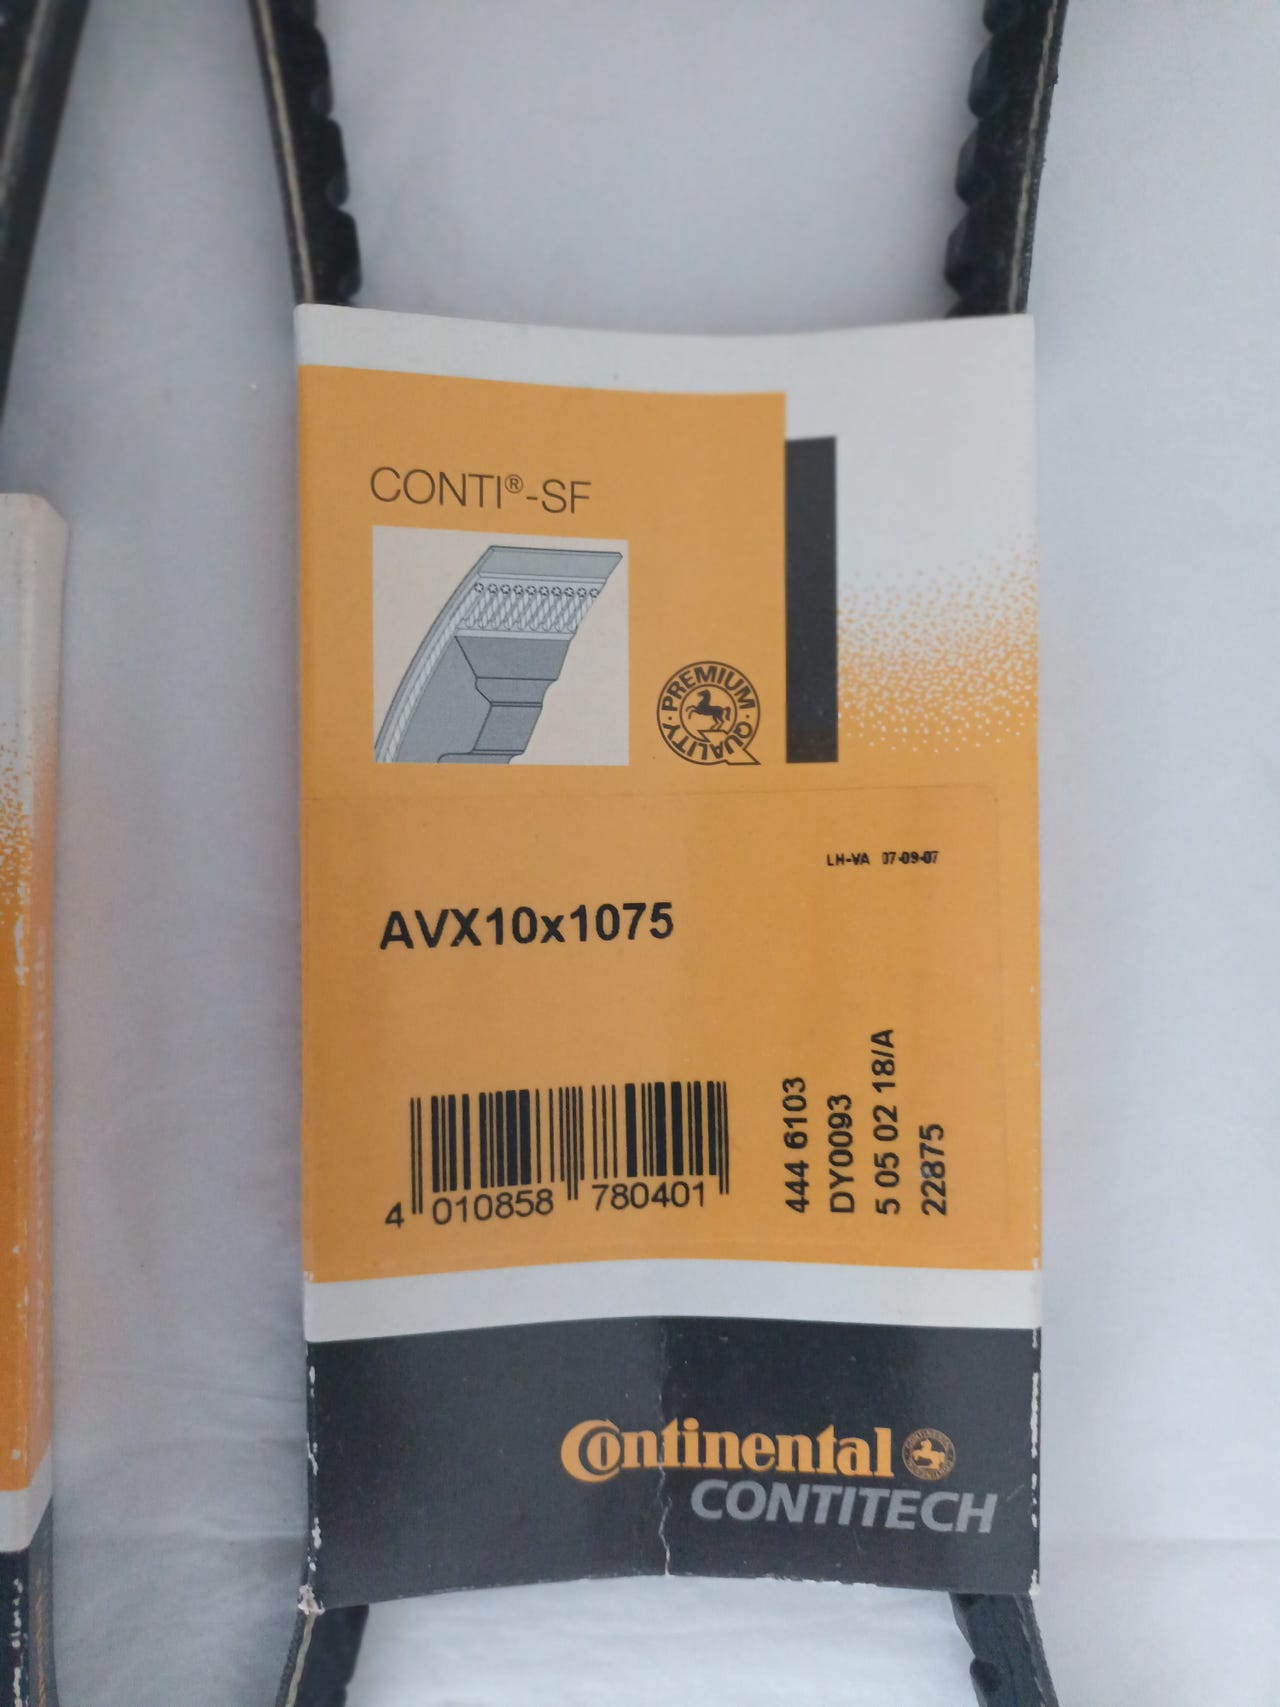 CONTI®-SF
PREMIUM · QUALITY ·
LH-VA 07-09-07
AVX10x1075
4 010858 780401
444 6103
DY0093
5 05 02 18/A
22875
Continental
CONTITECH